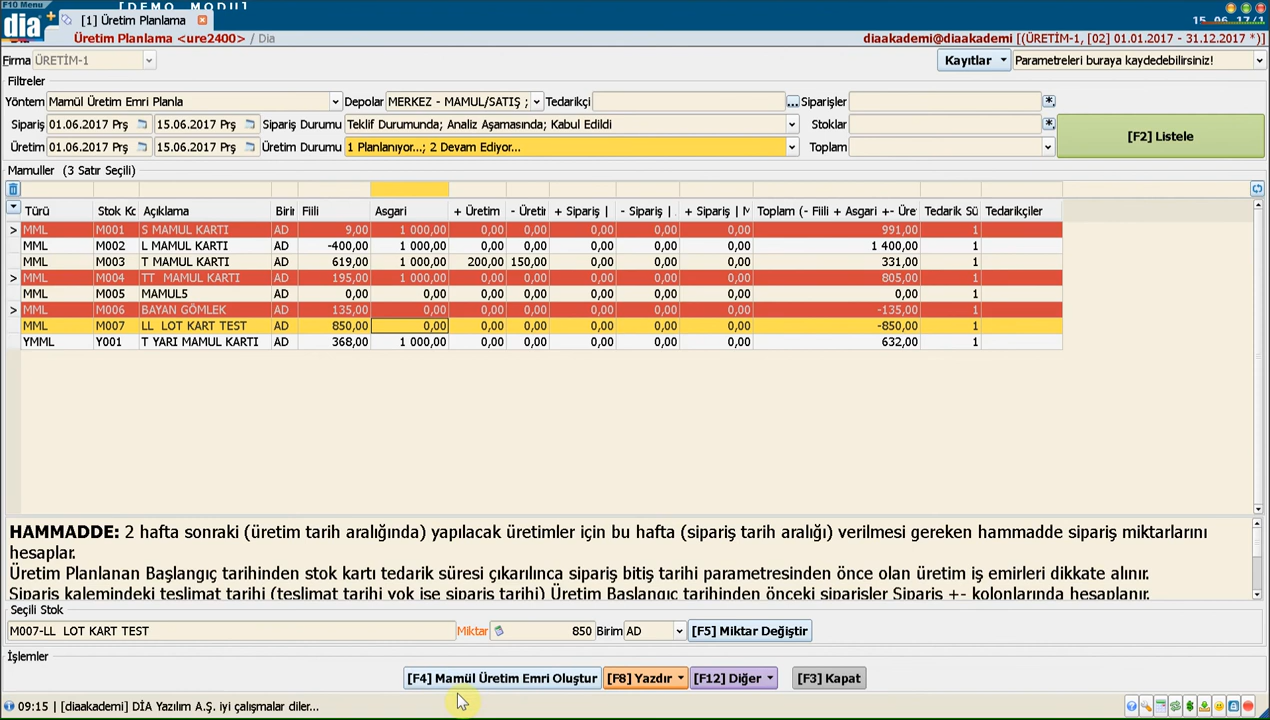 F10 Menu
[DEMO MODU]
dia
[1] Üretim Planlama
15 06 17/1
Üretim Planlama <ure2400> / Dia
diaakademi@diaakademi [(ÜRETİM-1, [02] 01.01.2017 - 31.12.2017 *)]
Firma ÜRETİM-1 Kayıtlar Parametreleri buraya kaydedebilirsiniz!
Filtreler
Yöntem Mamül Üretim Emri Planla Depolar MERKEZ - MAMUL/SATIŞ ; Tedarikçi ... Siparişler *
Sipariş 01.06.2017 Prş 15.06.2017 Prş Sipariş Durumu Teklif Durumunda; Analiz Aşamasında; Kabul Edildi Stoklar *
[F2] Listele
Üretim 01.06.2017 Prş 15.06.2017 Prş Üretim Durumu 1 Planlanıyor...; 2 Devam Ediyor... Toplam
Mamuller (3 Satır Seçili)
Türü Stok Kc Açıklama Birir Fiili Asgari + Üretim - Üretir + Sipariş | - Sipariş | . + Sipariş | M Toplam (- Fiili + Asgari +- Üre Tedarik Sü Tedarikçiler
> MML M001 S MAMUL KARTI AD 9,00 1 000,00 0,00 0,00 0,00 0,00 0,00 991,00 1
MML M002 L MAMUL KARTI AD -400,00 1 000,00 0,00 0,00 0,00 0,00 0,00 1 400,00 1
MML M003 T MAMUL KARTI AD 619,00 1 000,00 200,00 150,00 0,00 0,00 0,00 331,00 1
> MML M004 TT MAMUL KARTI AD 195,00 1 000,00 0,00 0,00 0,00 0,00 0,00 805,00 1
MML M005 MAMUL5 AD 0,00 0,00 0,00 0,00 0,00 0,00 0,00 0,00 1
> MML M006 BAYAN GÖMLEK AD 135,00 0,00 0,00 0,00 0,00 0,00 0,00 -135,00 1
MML M007 LL LOT KART TEST AD 850,00 0,00 0,00 0,00 0,00 0,00 0,00 -850,00 1
YMML Y001 T YARI MAMUL KARTI AD 368,00 1 000,00 0,00 0,00 0,00 0,00 0,00 632,00 1
HAMMADDE: 2 hafta sonraki (üretim tarih aralığında) yapılacak üretimler için bu hafta (sipariş tarih aralığı) verilmesi gereken hammadde sipariş miktarlarını
hesaplar.
Üretim Planlanan Başlangıç tarihinden stok kartı tedarik süresi çıkarılınca sipariş bitiş tarihi parametresinden önce olan üretim iş emirleri dikkate alınır.
Sipariş kalemindeki teslimat tarihi (teslimat tarihi yok ise sipariş tarihi) Üretim Başlangıç tarihinden önceki siparişler Sipariş +- kolonlarında hesaplanır.
Seçili Stok
M007-LL LOT KART TEST Miktar 850 Birim AD [F5] Miktar Değiştir
İşlemler
[F4] Mamül Üretim Emri Oluştur [F8] Yazdır [F12] Diğer [F3] Kapat
09:15 | [diaakademi] DİA Yazılım A.Ş. iyi çalışmalar diler...